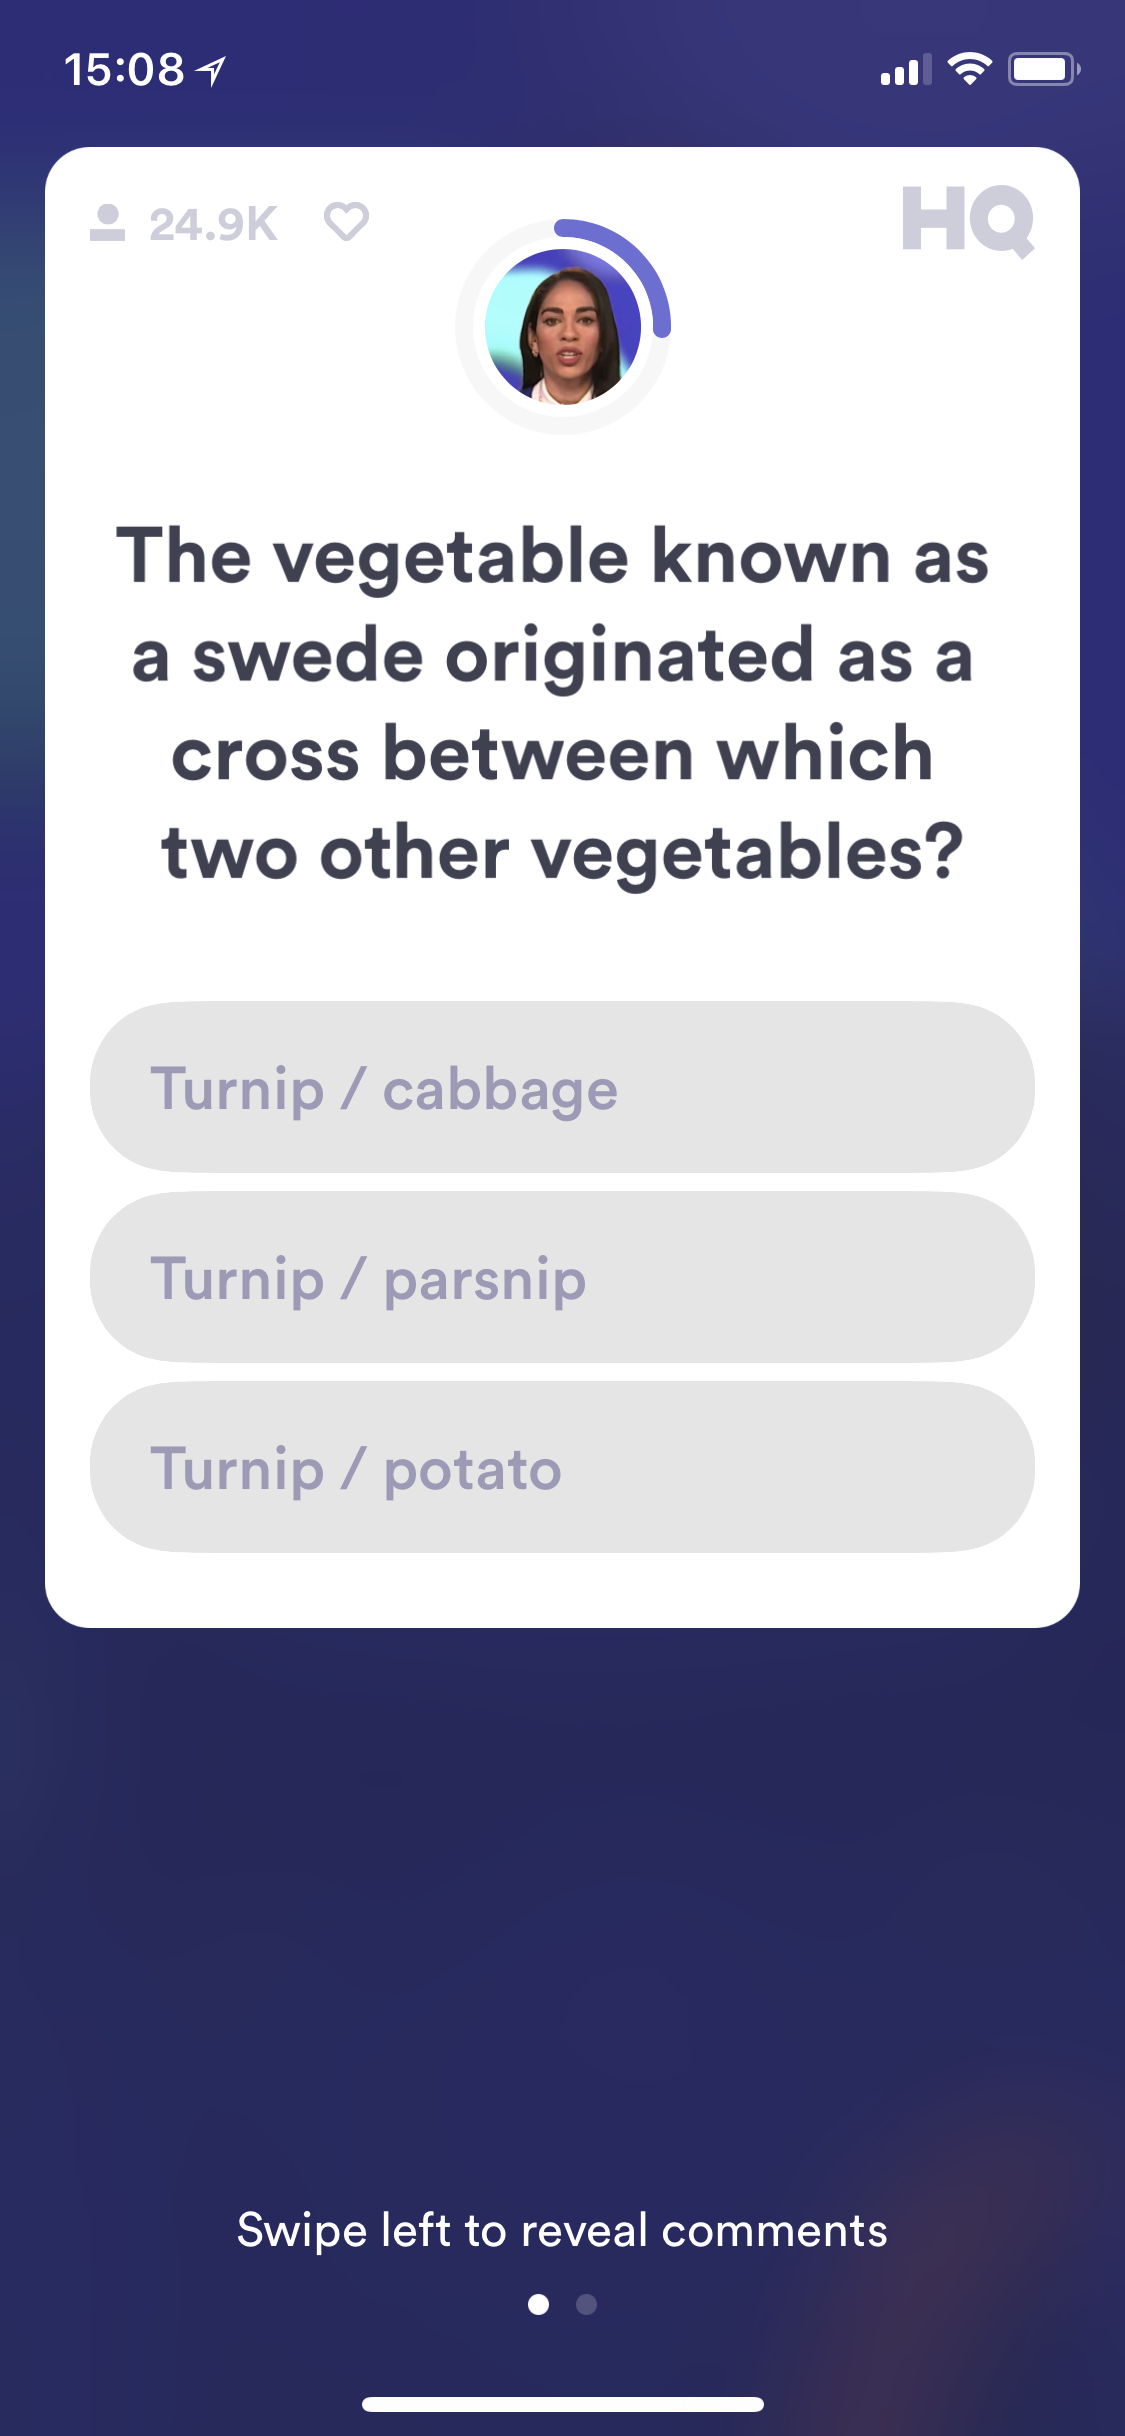 15:08
24.9K
HQ
The vegetable known as
a swede originated as a
cross between which
two other vegetables?
Turnip / cabbage
Turnip / parsnip
Turnip / potato
Swipe left to reveal comments